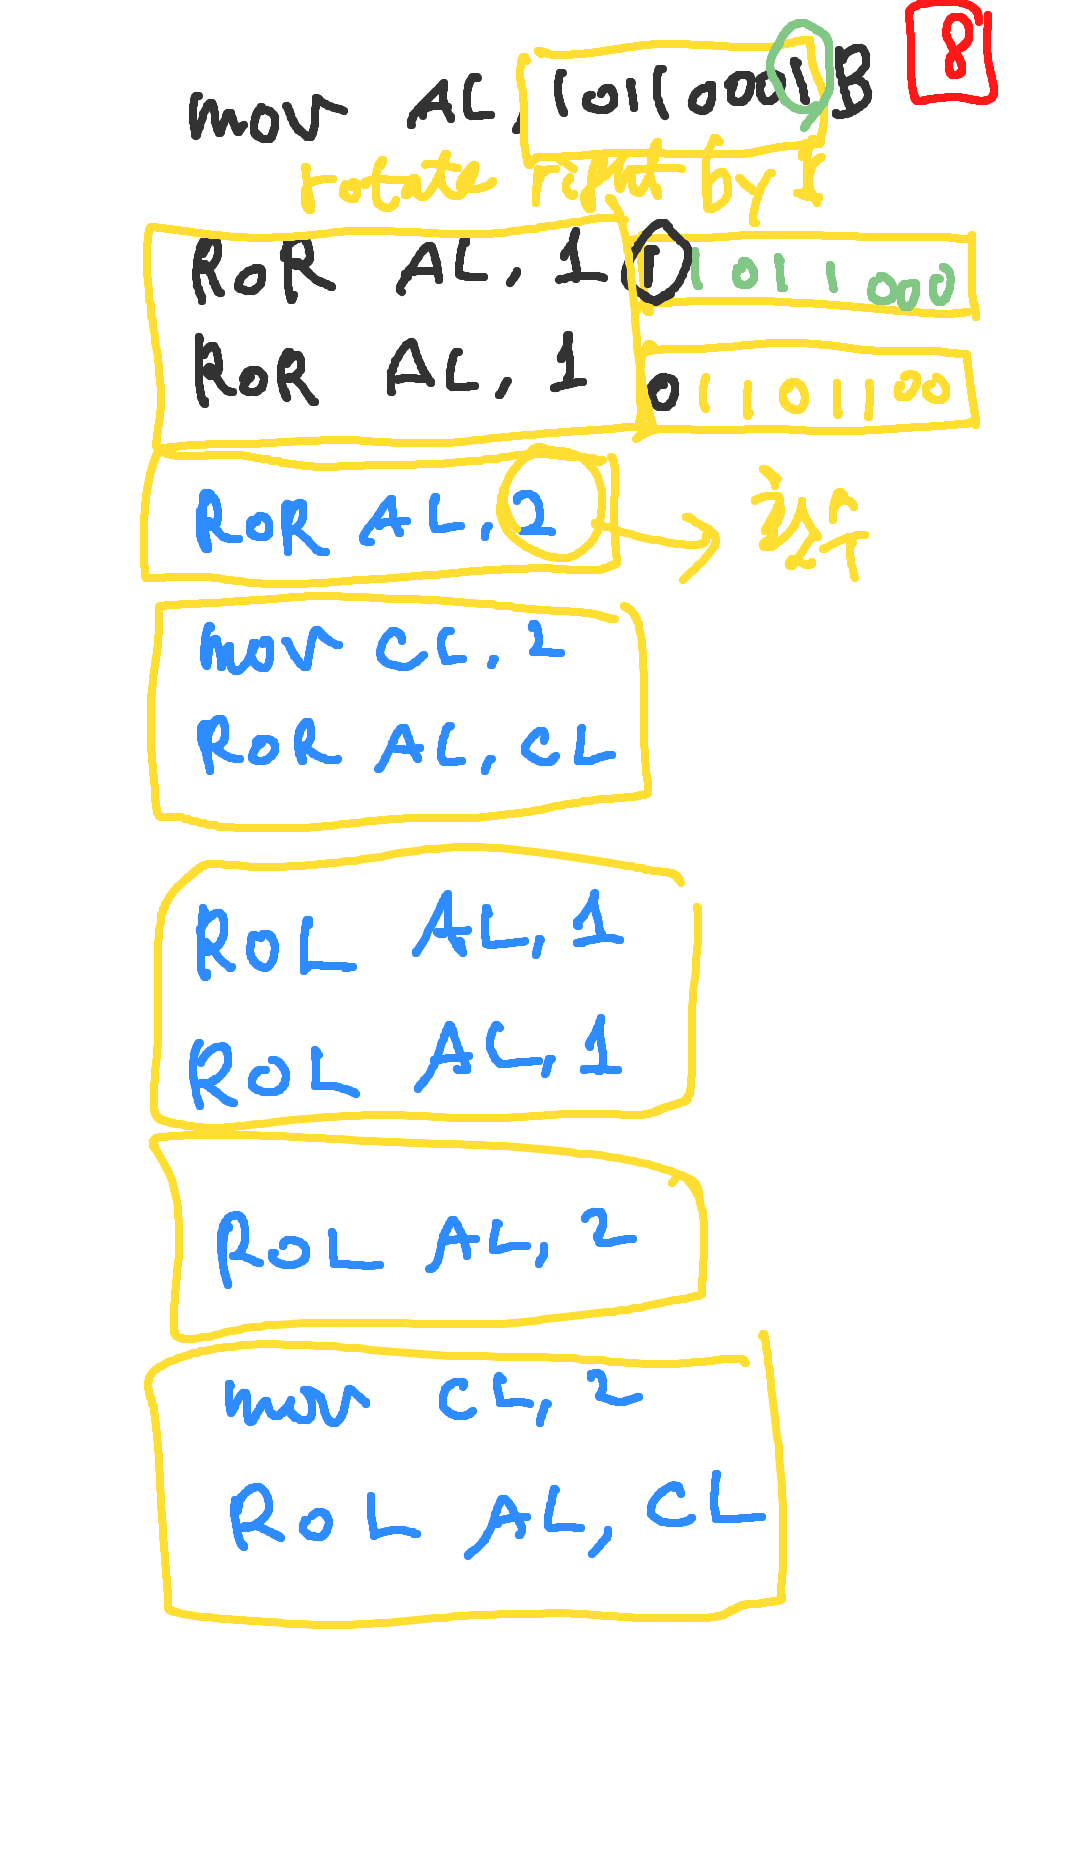 mov AL, 10110001B 8
rotate right by 1
ROR AL, 1 1 1011000
ROR AL, 1 01101100
ROR AL, 2 → 횟수
mov CL, 2
ROR AL, CL
ROL AL, 1
ROL AL, 1
ROL AL, 2
mov CL, 2
ROL AL, CL